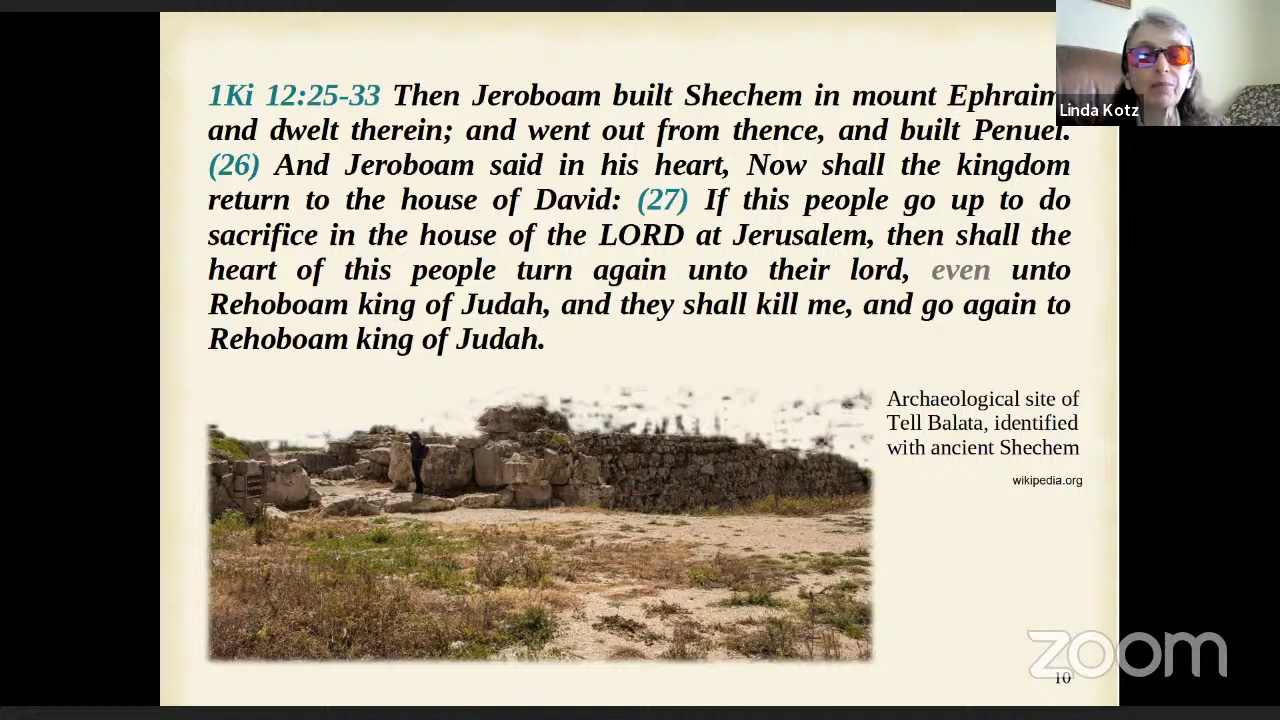 1Ki 12:25-33 Then Jeroboam built Shechem in mount Ephraim
and dwelt therein; and went out from thence, and built Penuel.
(26) And Jeroboam said in his heart, Now shall the kingdom
return to the house of David: (27) If this people go up to do
sacrifice in the house of the LORD at Jerusalem, then shall the
heart of this people turn again unto their lord, even unto
Rehoboam king of Judah, and they shall kill me, and go again to
Rehoboam king of Judah.
Linda Kotz
Archaeological site of
Tell Balata, identified
with ancient Shechem
wikipedia.org
zoom
10